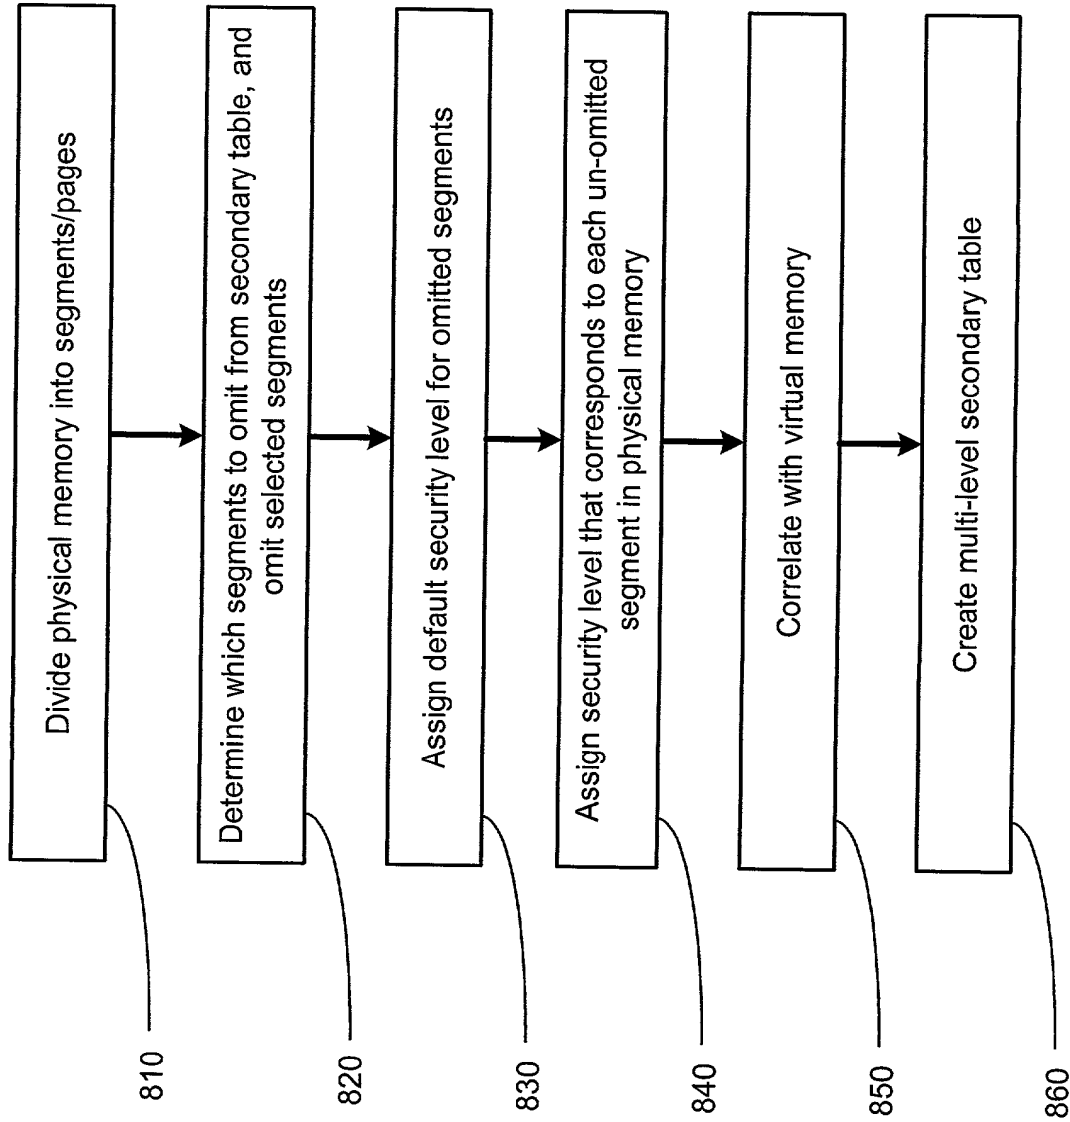 Divide physical memory into segments/pages
810
Determine which segments to omit from secondary table, and
omit selected segments
820
Assign default security level for omitted segments
830
Assign security level that corresponds to each un-omitted
segment in physical memory
840
Correlate with virtual memory
850
Create multi-level secondary table
860